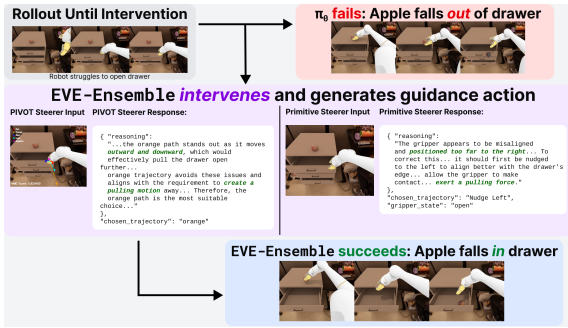 Rollout Until Intervention
Robot struggles to open drawer
πθ fails: Apple falls out of drawer
EVE-Ensemble intervenes and generates guidance action
PIVOT Steerer Input
PIVOT Steerer Response:
{ "reasoning":
"...the orange path stands out as it moves
outward and downward, which would
effectively pull the drawer open
further...
orange trajectory avoids these issues and
aligns with the requirement to create a
pulling motion away... Therefore, the
orange path is the most suitable
choice..."
},
"chosen_trajectory": "orange"
Primitive Steerer Input
Primitive Steerer Response:
{ "reasoning":
"The gripper appears to be misaligned
and positioned too far to the right... To
correct this... it should first be nudged
to the left to align better with the drawer's
edge... allow the gripper to make
contact... exert a pulling force."
},
"chosen_trajectory": "Nudge Left",
"gripper_state": "open"
EVE-Ensemble succeeds: Apple falls in drawer